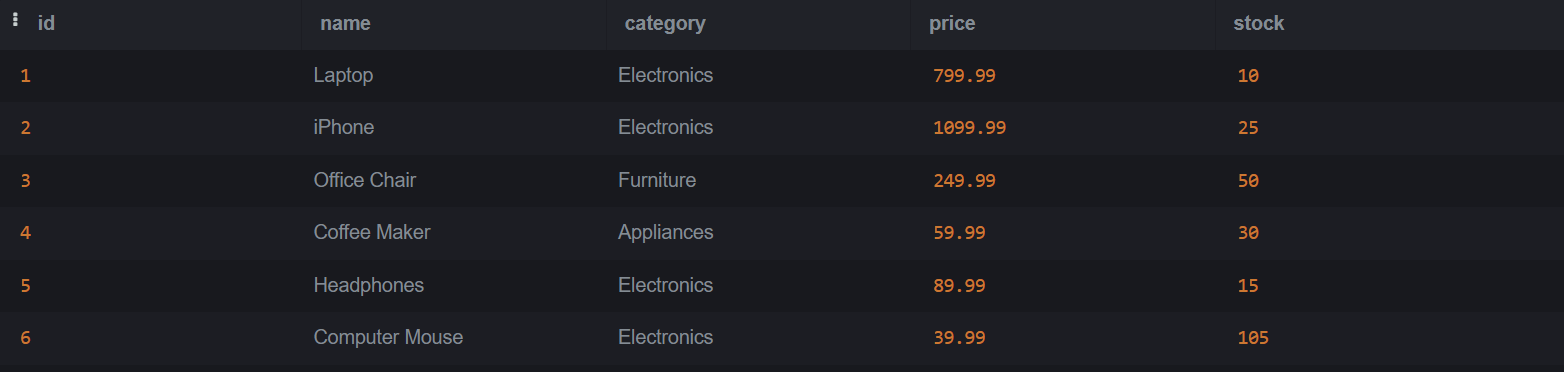 id name category price stock
1 Laptop Electronics 799.99 10
2 iPhone Electronics 1099.99 25
3 Office Chair Furniture 249.99 50
4 Coffee Maker Appliances 59.99 30
5 Headphones Electronics 89.99 15
6 Computer Mouse Electronics 39.99 105